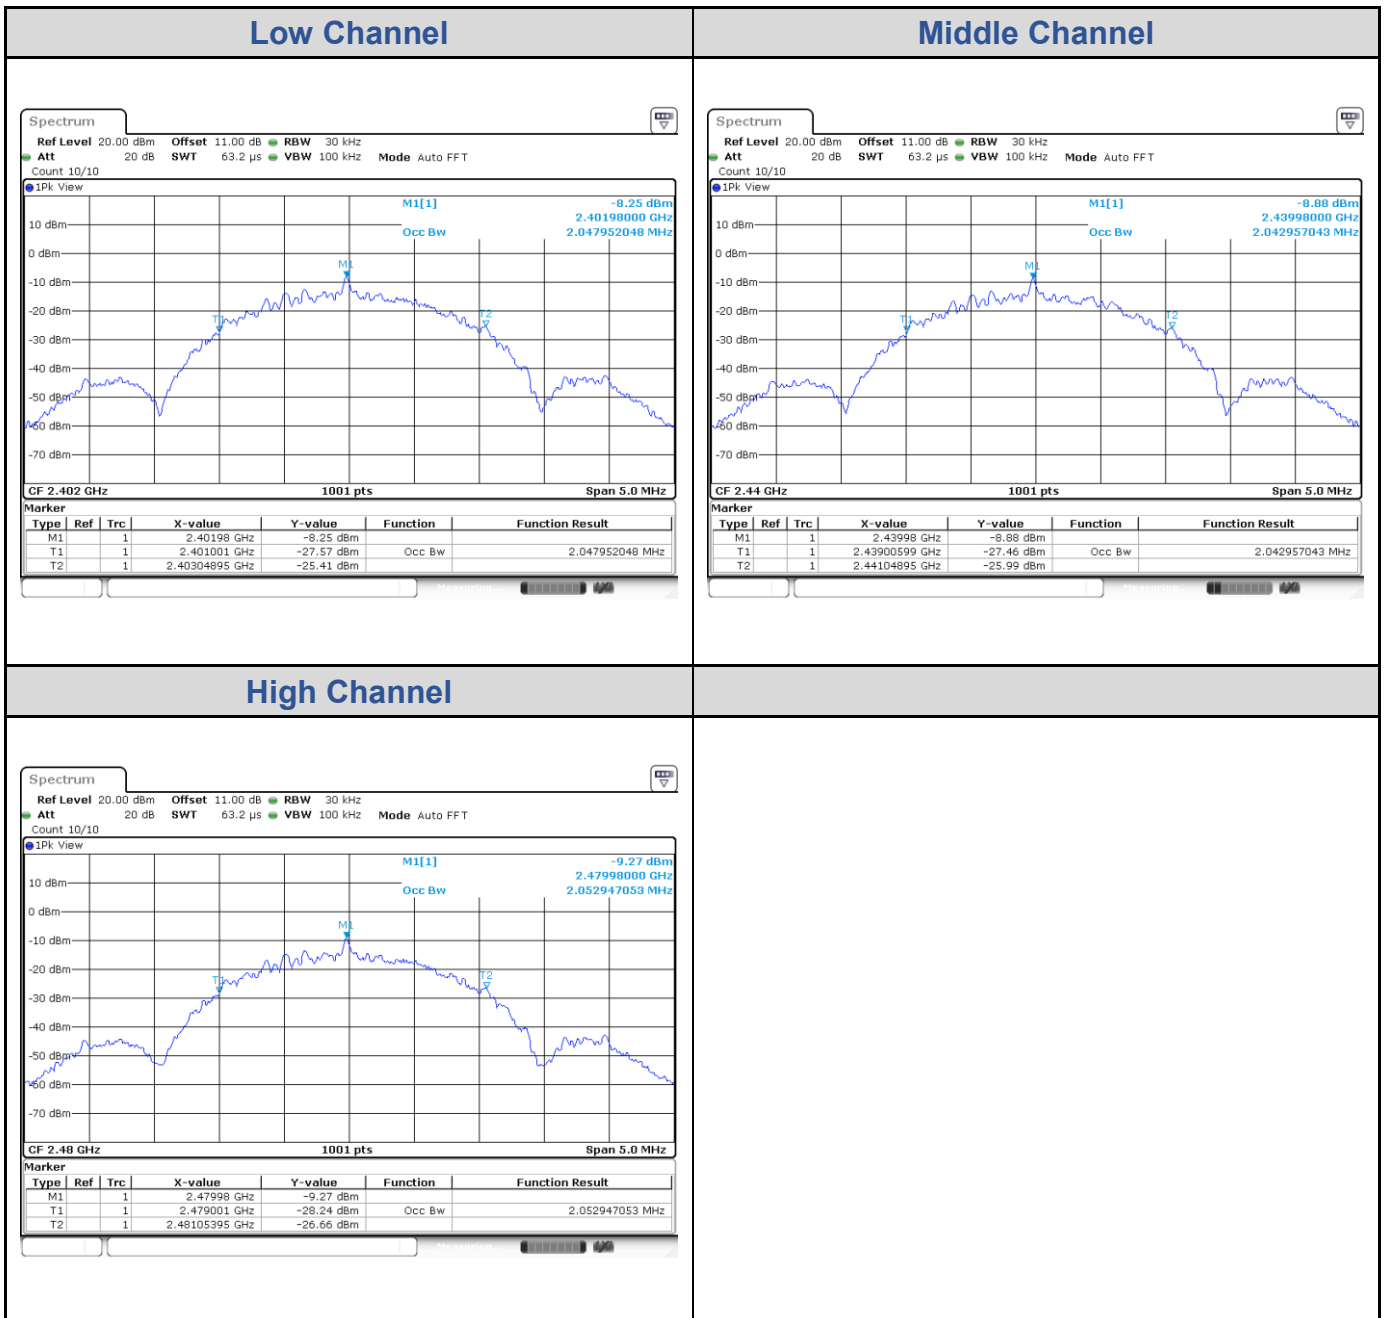 Low Channel
Spectrum
Ref Level 20.00 dBm Offset 11.00 dB RBW 30 kHz
Att 20 dB SWT 63.2 µs VBW 100 kHz Mode Auto FFT
Count 10/10
1Pk View
M1[1] -8.25 dBm
2.40198000 GHz
Occ Bw 2.047952048 MHz
10 dBm
0 dBm
M1
-10 dBm
-20 dBm
T1
T2
-30 dBm
-40 dBm
-50 dBm
-60 dBm
-70 dBm
CF 2.402 GHz 1001 pts Span 5.0 MHz
Marker
Type Ref Trc X-value Y-value Function Function Result
M1 1 2.40198 GHz -8.25 dBm
T1 1 2.401001 GHz -27.57 dBm Occ Bw 2.047952048 MHz
T2 1 2.40304895 GHz -25.41 dBm
Measuring...
Middle Channel
Spectrum
Ref Level 20.00 dBm Offset 11.00 dB RBW 30 kHz
Att 20 dB SWT 63.2 µs VBW 100 kHz Mode Auto FFT
Count 10/10
1Pk View
M1[1] -8.88 dBm
2.43998000 GHz
Occ Bw 2.042957043 MHz
10 dBm
0 dBm
M1
-10 dBm
-20 dBm
T1
T2
-30 dBm
-40 dBm
-50 dBm
-60 dBm
-70 dBm
CF 2.44 GHz 1001 pts Span 5.0 MHz
Marker
Type Ref Trc X-value Y-value Function Function Result
M1 1 2.43998 GHz -8.88 dBm
T1 1 2.43900599 GHz -27.46 dBm Occ Bw 2.042957043 MHz
T2 1 2.44104895 GHz -25.99 dBm
Measuring...
High Channel
Spectrum
Ref Level 20.00 dBm Offset 11.00 dB RBW 30 kHz
Att 20 dB SWT 63.2 µs VBW 100 kHz Mode Auto FFT
Count 10/10
1Pk View
M1[1] -9.27 dBm
2.47998000 GHz
Occ Bw 2.052947053 MHz
10 dBm
0 dBm
M1
-10 dBm
-20 dBm
T1
T2
-30 dBm
-40 dBm
-50 dBm
-60 dBm
-70 dBm
CF 2.48 GHz 1001 pts Span 5.0 MHz
Marker
Type Ref Trc X-value Y-value Function Function Result
M1 1 2.47998 GHz -9.27 dBm
T1 1 2.479001 GHz -28.24 dBm Occ Bw 2.052947053 MHz
T2 1 2.48105395 GHz -26.66 dBm
Measuring...